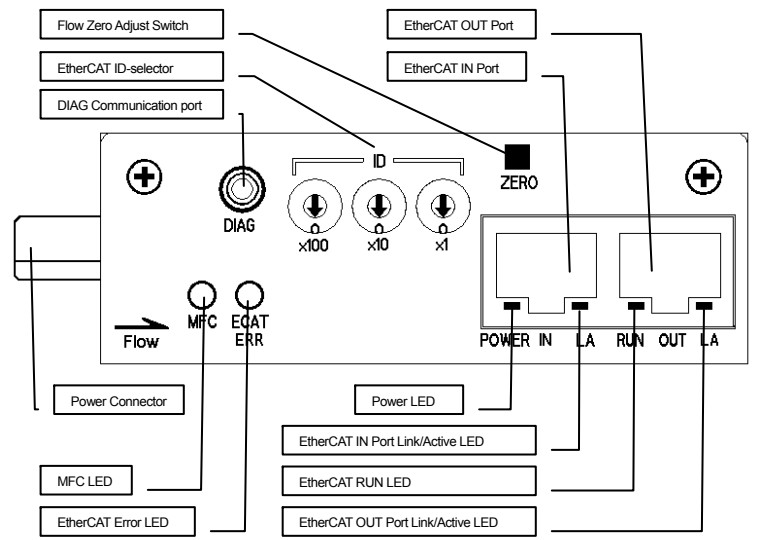 Flow Zero Adjust Switch
EtherCAT OUT Port
EtherCAT ID-selector
EtherCAT IN Port
DIAG Communication port
ID
ZERO
DIAG
0 0 0
x100 x10 x1
MFC ECAT
ERR
Flow
POWER IN LA RUN OUT LA
Power Connector
Power LED
EtherCAT IN Port Link/Active LED
MFC LED
EtherCAT RUN LED
EtherCAT Error LED
EtherCAT OUT Port Link/Active LED